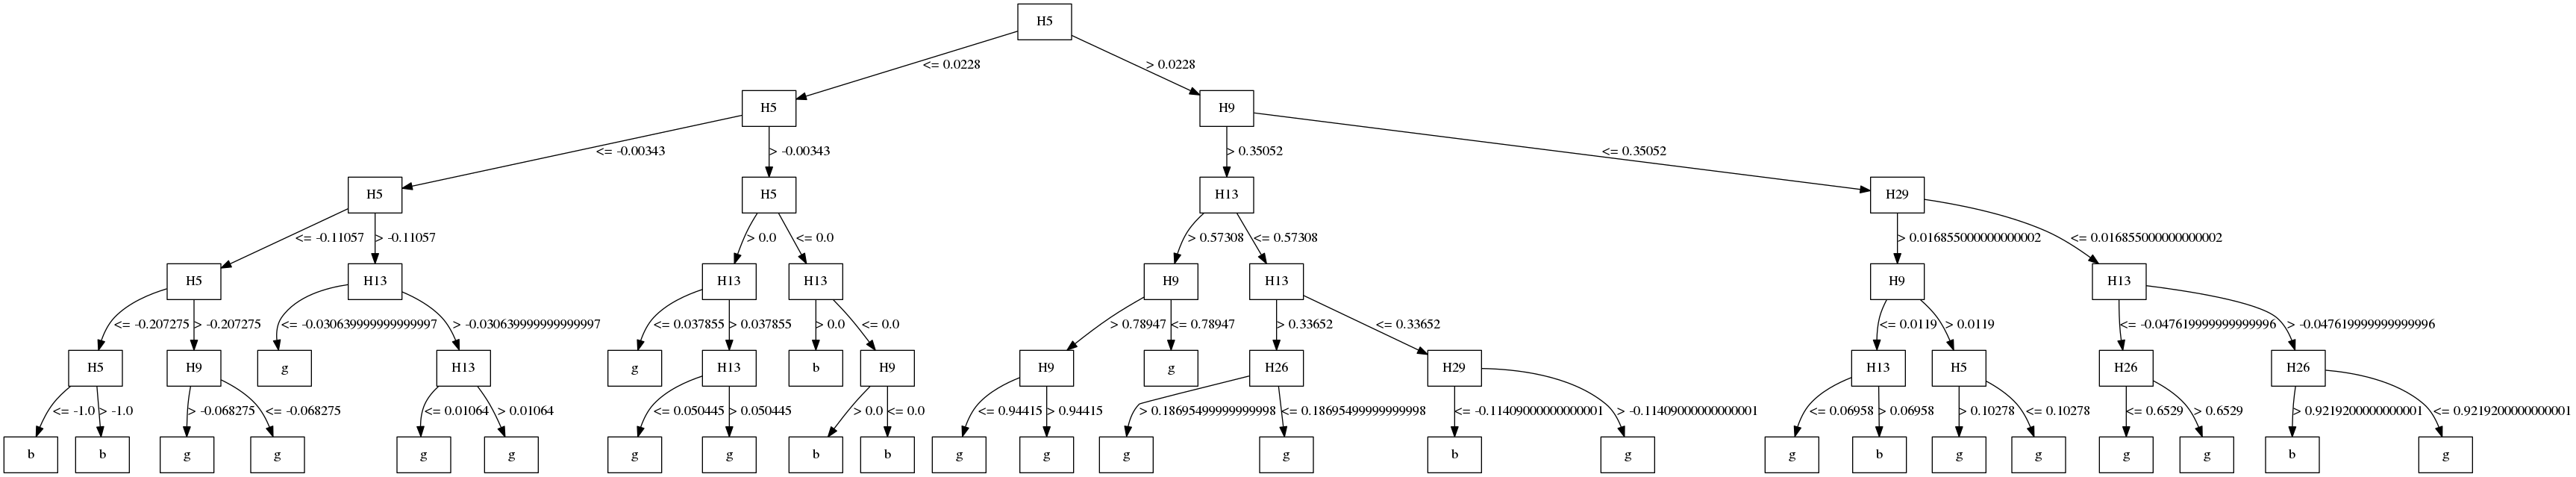 H5
<= 0.0228
> 0.0228
H5
H9
<= -0.00343
> -0.00343
> 0.35052
<= 0.35052
H5
H5
H13
H29
<= -0.11057
> -0.11057
> 0.0
<= 0.0
> 0.57308
<= 0.57308
> 0.016855000000000002
<= 0.016855000000000002
H5
H13
H13
H13
H9
H13
H9
H13
<= -0.207275
> -0.207275
<= -0.030639999999999997
> -0.030639999999999997
<= 0.037855
> 0.037855
> 0.0
<= 0.0
> 0.78947
<= 0.78947
> 0.33652
<= 0.33652
<= 0.0119
> 0.0119
<= -0.047619999999999996
> -0.047619999999999996
H5
H9
g
H13
g
H13
b
H9
H9
g
H26
H29
H13
H5
H26
H26
<= -1.0
> -1.0
> -0.068275
<= -0.068275
<= 0.01064
> 0.01064
<= 0.050445
> 0.050445
> 0.0
<= 0.0
<= 0.94415
> 0.94415
> 0.18695499999999998
<= 0.18695499999999998
<= -0.11409000000000001
> -0.11409000000000001
<= 0.06958
> 0.06958
> 0.10278
<= 0.10278
<= 0.6529
> 0.6529
> 0.9219200000000001
<= 0.9219200000000001
b
b
g
g
g
g
g
g
b
b
g
g
g
g
b
g
g
b
g
g
g
g
b
g